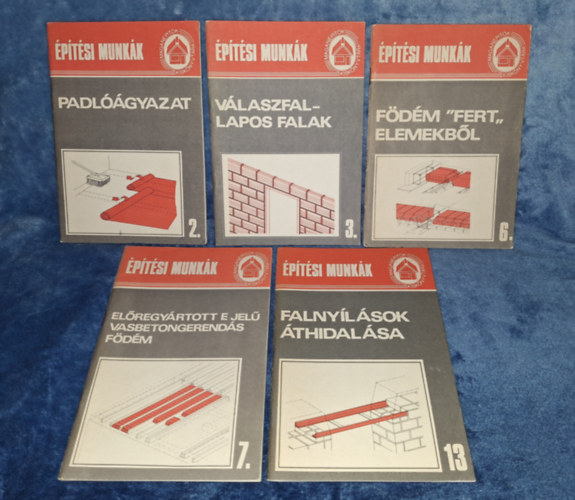 ÉPÍTÉSI MUNKÁK
PADLÓÁGYAZAT
2.
ÉPÍTÉSI MUNKÁK
VÁLASZFAL-
LAPOS FALAK
3.
ÉPÍTÉSI MUNKÁK
FÖDÉM "FERT„
ELEMEKBŐL
6.
ÉPÍTÉSI MUNKÁK
ELŐREGYÁRTOTT E JELŰ
VASBETONGERENDÁS
FÖDÉM
7.
ÉPÍTÉSI MUNKÁK
FALNYÍLÁSOK
ÁTHIDALÁSA
13